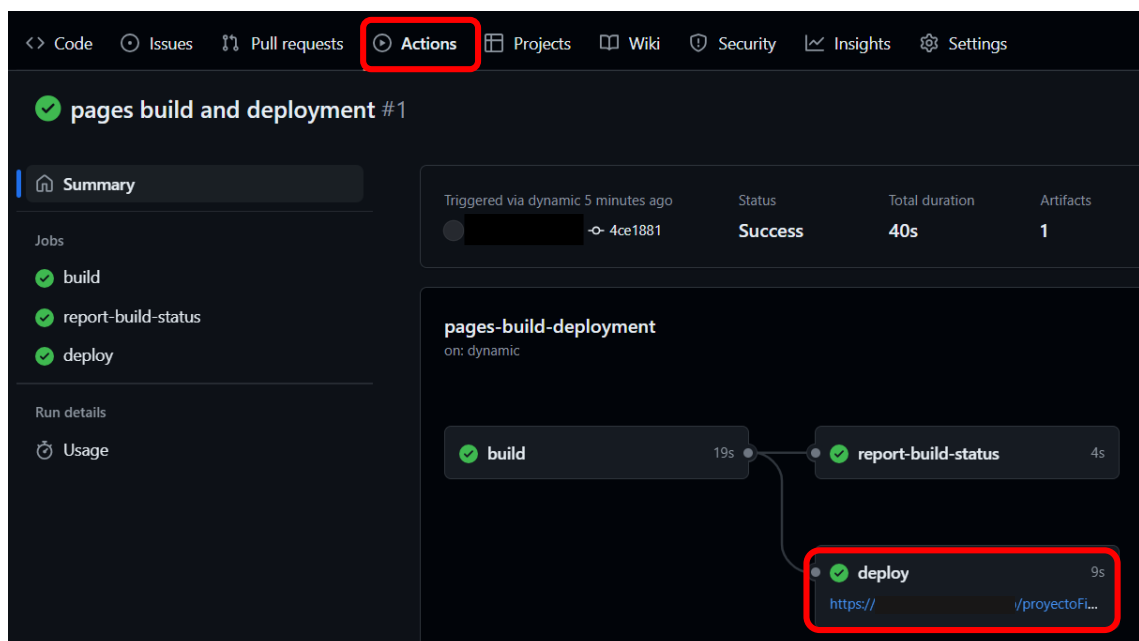 <> Code Issues Pull requests Actions Projects Wiki Security Insights Settings
pages build and deployment #1
Summary
Jobs
build
report-build-status
deploy
Run details
Usage
Triggered via dynamic 5 minutes ago Status Total duration Artifacts
4ce1881 Success 40s 1
pages-build-deployment
on: dynamic
build 19s
report-build-status 4s
deploy 9s
https:// /proyectoFi...